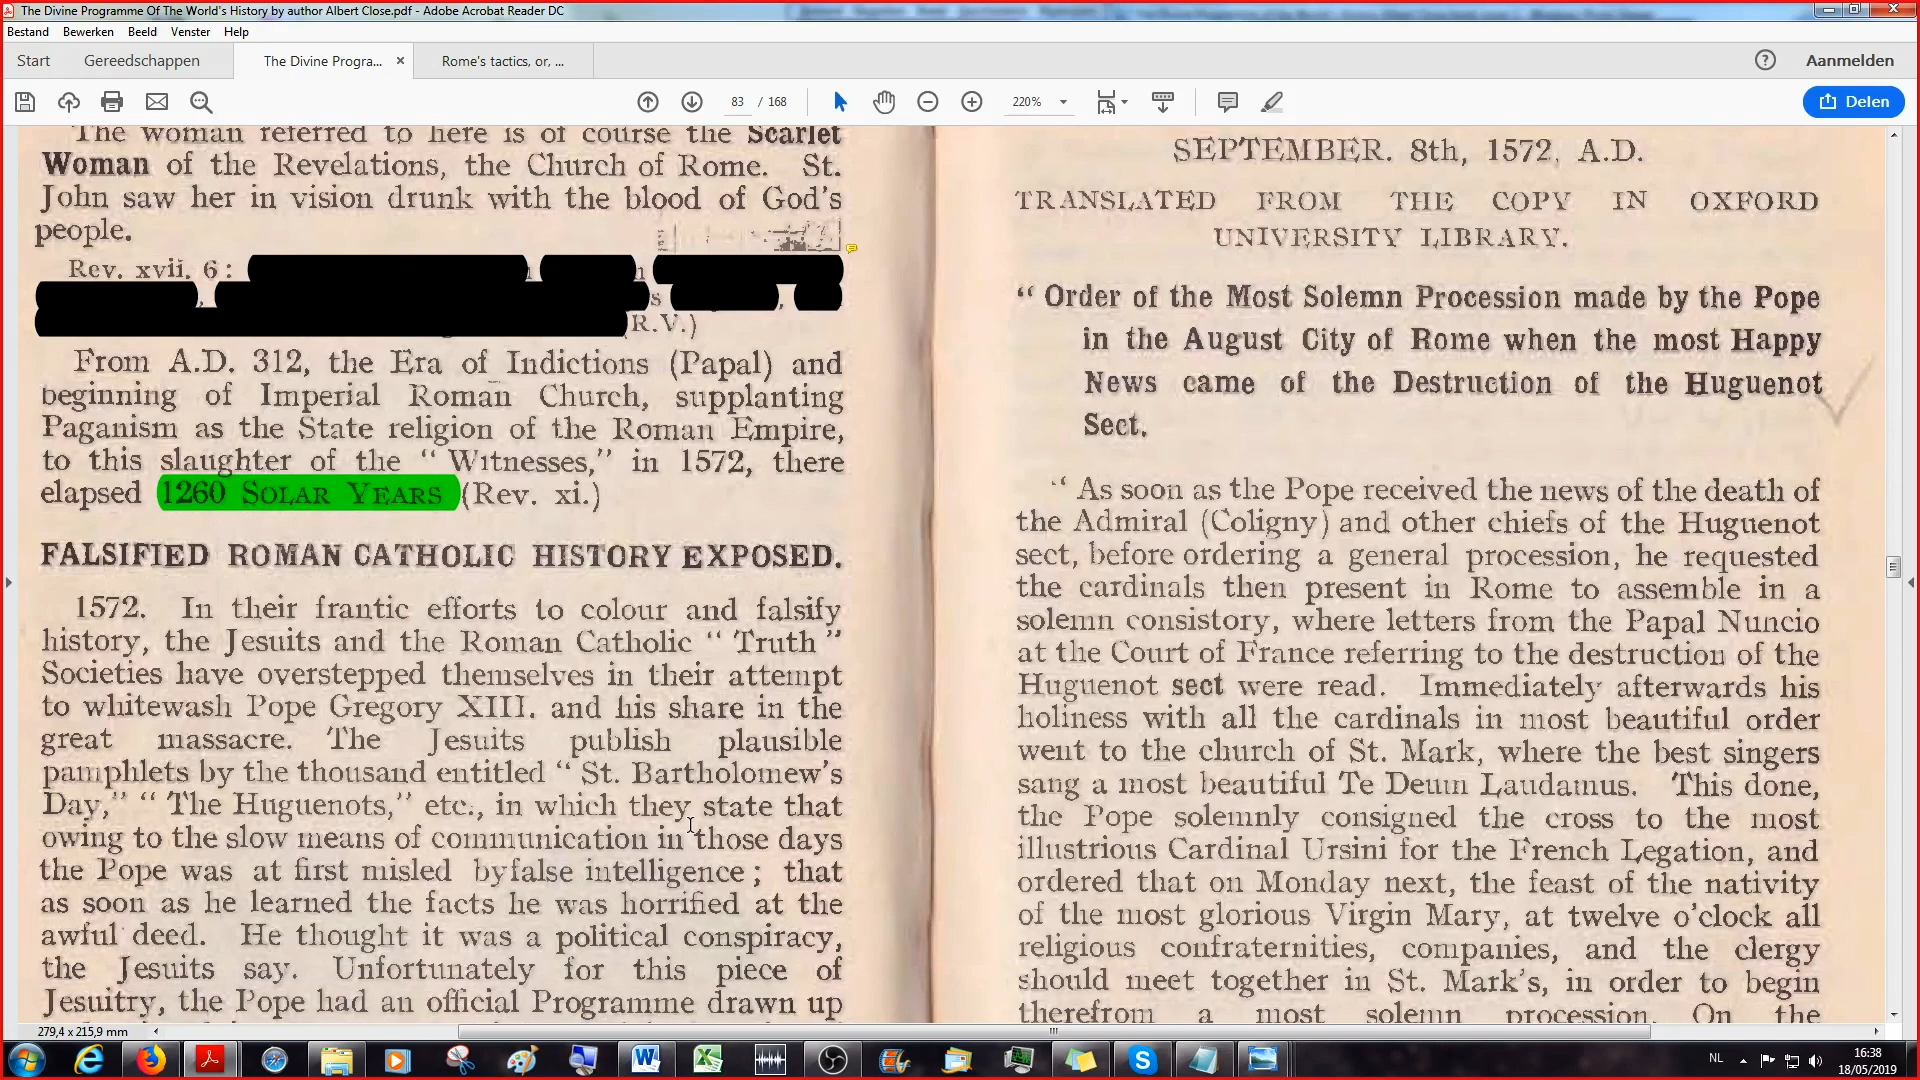 The Divine Programme Of The World's History by author Albert Close.pdf - Adobe Acrobat Reader DC
Bestand Bewerken Beeld Venster Help
Start Gereedschappen The Divine Progra... × Rome's tactics, or, ... Aanmelden
83 / 168 220% Delen
The woman referred to here is of course the Scarlet
Woman of the Revelations, the Church of Rome. St.
John saw her in vision drunk with the blood of God's
people.
Rev. xvii. 6:
R.V.)
From A.D. 312, the Era of Indictions (Papal) and
beginning of Imperial Roman Church, supplanting
Paganism as the State religion of the Roman Empire,
to this slaughter of the “ Witnesses,” in 1572, there
elapsed 1260 SOLAR YEARS (Rev. xi.)
FALSIFIED ROMAN CATHOLIC HISTORY EXPOSED.
1572. In their frantic efforts to colour and falsify
history, the Jesuits and the Roman Catholic “ Truth ”
Societies have overstepped themselves in their attempt
to whitewash Pope Gregory XIII. and his share in the
great massacre. The Jesuits publish plausible
pamphlets by the thousand entitled “ St. Bartholomew's
Day,” “ The Huguenots,” etc., in which they state that
owing to the slow means of communication in those days
the Pope was at first misled by false intelligence ; that
as soon as he learned the facts he was horrified at the
awful deed. He thought it was a political conspiracy,
the Jesuits say. Unfortunately for this piece of
Jesuitry, the Pope had an official Programme drawn up
SEPTEMBER. 8th, 1572, A.D.
TRANSLATED FROM THE COPY IN OXFORD
UNIVERSITY LIBRARY.
“ Order of the Most Solemn Procession made by the Pope
in the August City of Rome when the most Happy
News came of the Destruction of the Huguenot
Sect.
“ As soon as the Pope received the news of the death of
the Admiral (Coligny) and other chiefs of the Huguenot
sect, before ordering a general procession, he requested
the cardinals then present in Rome to assemble in a
solemn consistory, where letters from the Papal Nuncio
at the Court of France referring to the destruction of the
Huguenot sect were read. Immediately afterwards his
holiness with all the cardinals in most beautiful order
went to the church of St. Mark, where the best singers
sang a most beautiful Te Deum Laudamus. This done,
the Pope solemnly consigned the cross to the most
illustrious Cardinal Ursini for the French Legation, and
ordered that on Monday next, the feast of the nativity
of the most glorious Virgin Mary, at twelve o'clock all
religious confraternities, companies, and the clergy
should meet together in St. Mark's, in order to begin
therefrom a most solemn procession. On the
279,4 x 215,9 mm
NL 16:38
18/05/2019